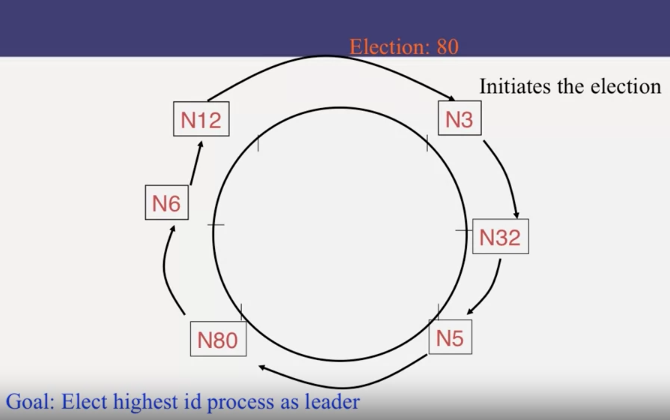 Election: 80
Initiates the election
N12
N3
N6
N32
N80
N5
Goal: Elect highest id process as leader